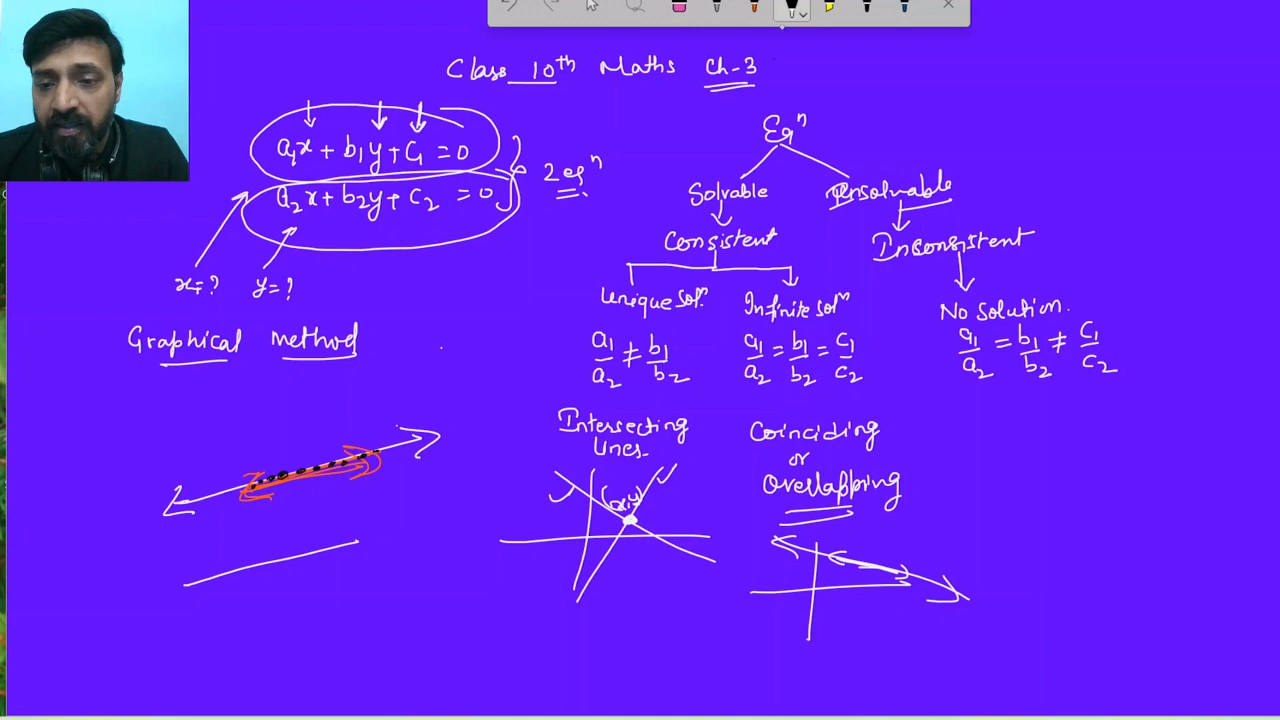 Class 10th Maths Ch-3
a₁x + b₁y + c₁ = 0
a₂x + b₂y + c₂ = 0
2 eqⁿ
x=? y=?
Graphical method
Eqⁿ
Solvable Unsolvable
Consistent Inconsistent
Unique solⁿ Infinite solⁿ No Solution.
a₁/a₂ ≠ b₁/b₂ a₁/a₂ = b₁/b₂ = c₁/c₂ a₁/a₂ = b₁/b₂ ≠ c₁/c₂
Intersecting
lines
Coinciding
or
Overlapping
(x,y)